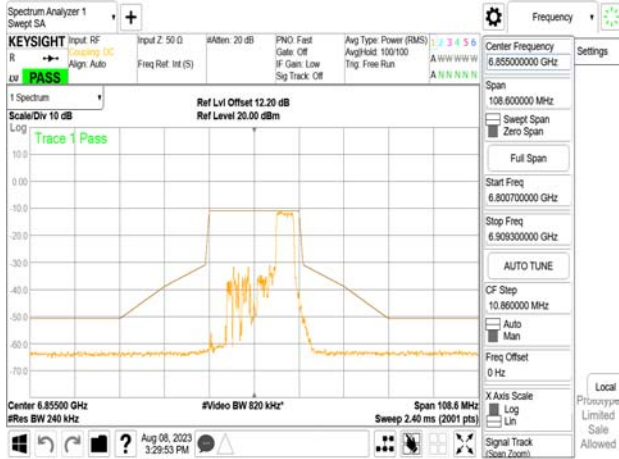 Spectrum Analyzer 1
Swept SA
+
Frequency
KEYSIGHT
R
LU
PASS
Input: RF
Coupling: DC
Align: Auto
Input Z: 50 Ω
Freq Ref: Int (S)
#Atten: 20 dB
PNO: Fast
Gate: Off
IF Gain: Low
Sig Track: Off
Avg Type: Power (RMS)
Avg|Hold: 100/100
Trig: Free Run
1 2 3 4 5 6
A W W W W W
A N N N N N
1 Spectrum
Scale/Div 10 dB
Ref Lvl Offset 12.20 dB
Ref Level 20.00 dBm
Log
Trace 1 Pass
10.0
0.00
-10.0
-20.0
-30.0
-40.0
-50.0
-60.0
-70.0
Center 6.85500 GHz
#Res BW 240 kHz
#Video BW 820 kHz*
Span 108.6 MHz
Sweep 2.40 ms (2001 pts)
?
Aug 08, 2023
3:29:53 PM
Center Frequency
6.855000000 GHz
Span
108.600000 MHz
Swept Span
Zero Span
Full Span
Start Freq
6.800700000 GHz
Stop Freq
6.909300000 GHz
AUTO TUNE
CF Step
10.860000 MHz
Auto
Man
Freq Offset
0 Hz
X Axis Scale
Log
Lin
Signal Track
(Span Zoom)
Settings
Local
Prototype
Limited
Sale
Allowed